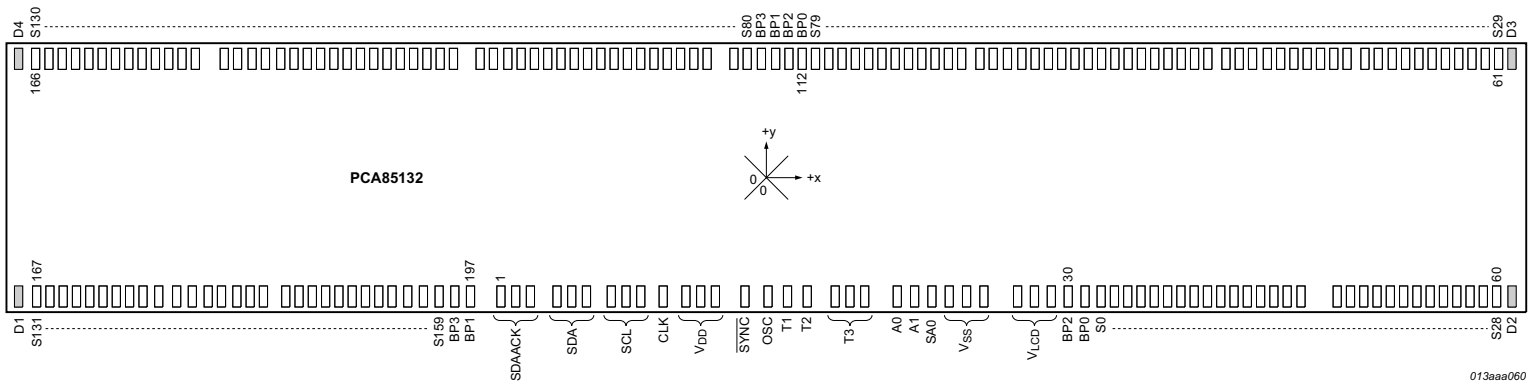 D4
S130
S80
BP3
BP1
BP2
BP0
S79
S29
D3
166
112
61
+y
PCA85132
0
+x
0
167
197
1
30
60
D1
S131
S159
BP3
BP1
SDAACK
SDA
SCL
CLK
VDD
SYNC
OSC
T1
T2
T3
A0
A1
SA0
VSS
VLCD
BP2
BP0
S0
S28
D2
013aaa060